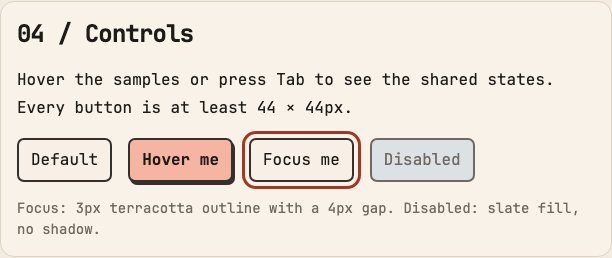 04 / Controls
Hover the samples or press Tab to see the shared states.
Every button is at least 44 × 44px.
Default
Hover me
Focus me
Disabled
Focus: 3px terracotta outline with a 4px gap. Disabled: slate fill,
no shadow.